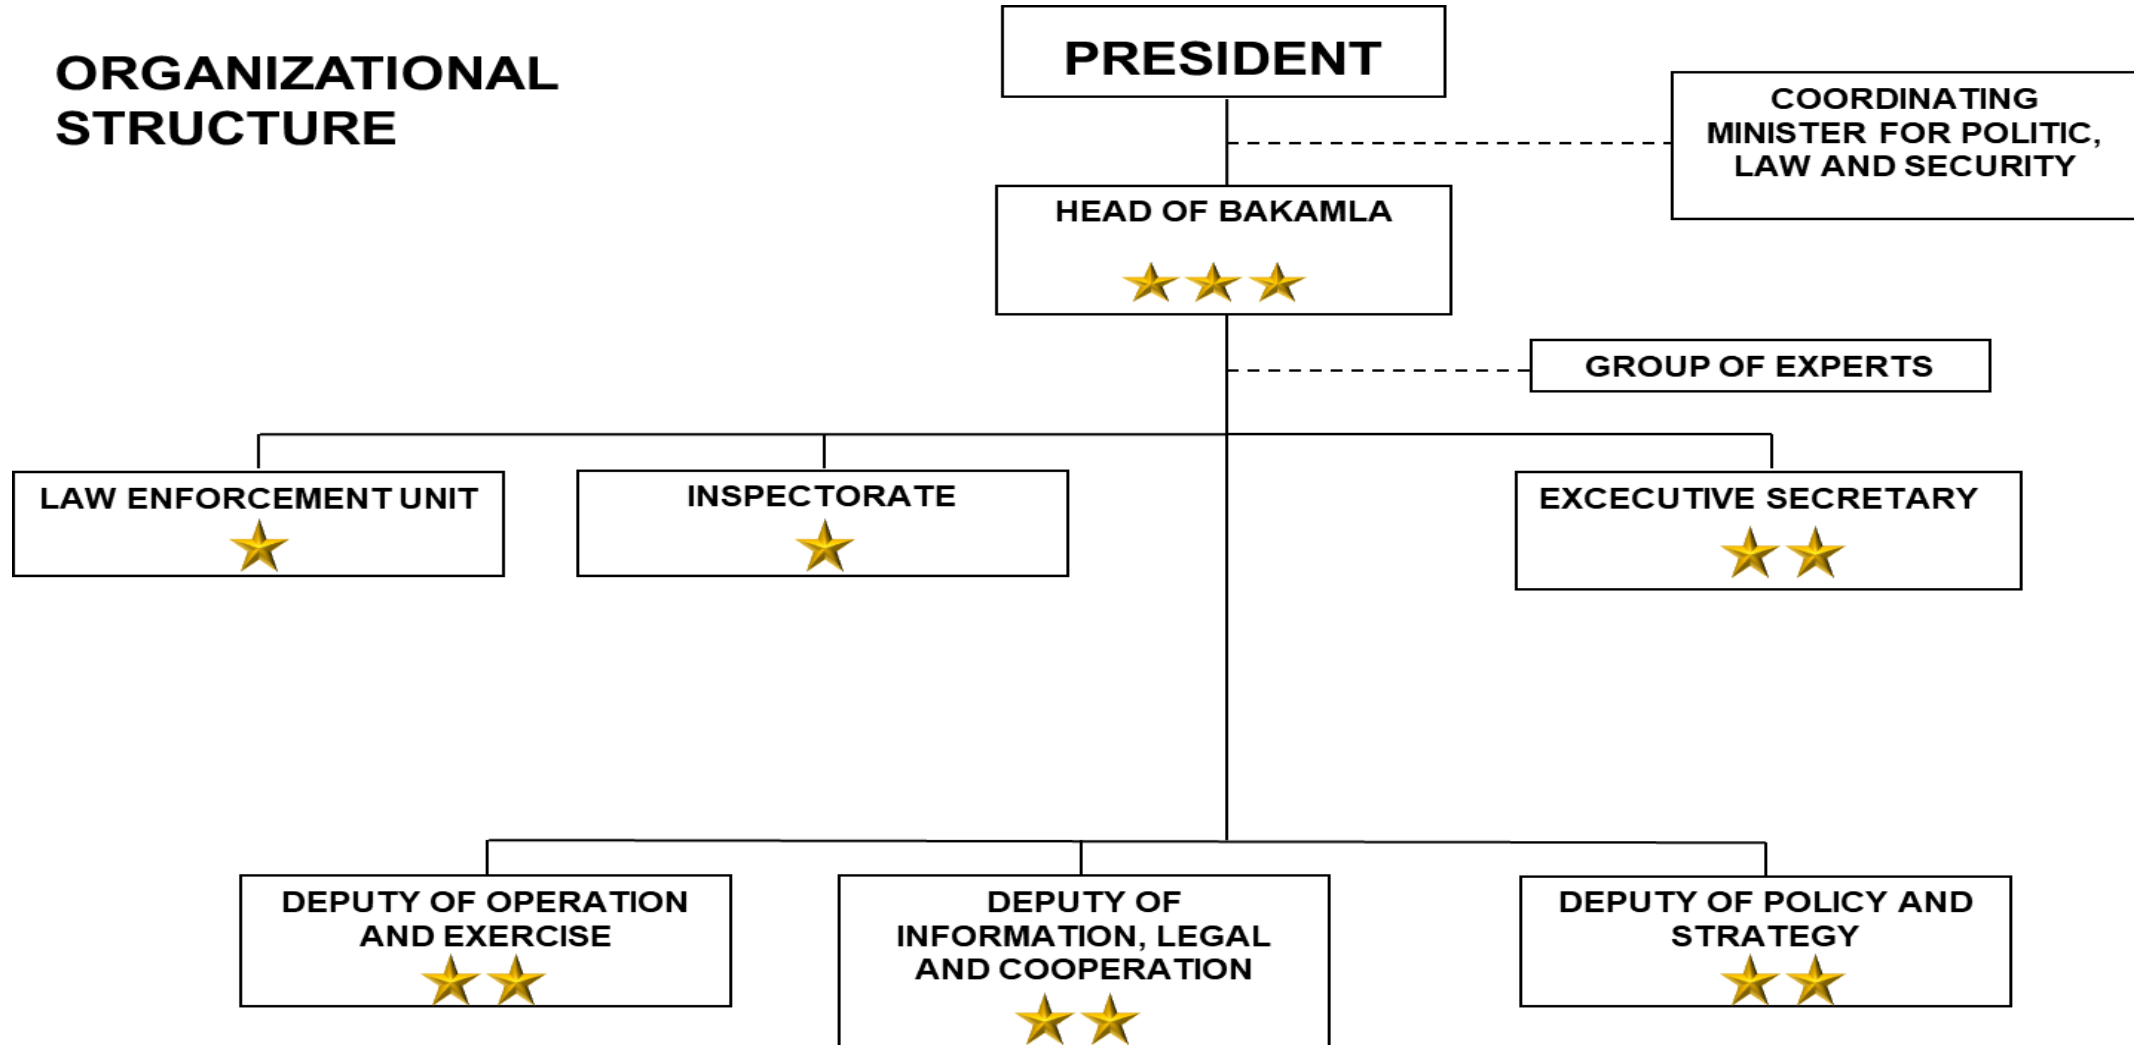 ORGANIZATIONAL
STRUCTURE
PRESIDENT
COORDINATING
MINISTER FOR POLITIC,
LAW AND SECURITY
HEAD OF BAKAMLA
GROUP OF EXPERTS
LAW ENFORCEMENT UNIT
INSPECTORATE
EXCECUTIVE SECRETARY
DEPUTY OF OPERATION
AND EXERCISE
DEPUTY OF
INFORMATION, LEGAL
AND COOPERATION
DEPUTY OF POLICY AND
STRATEGY